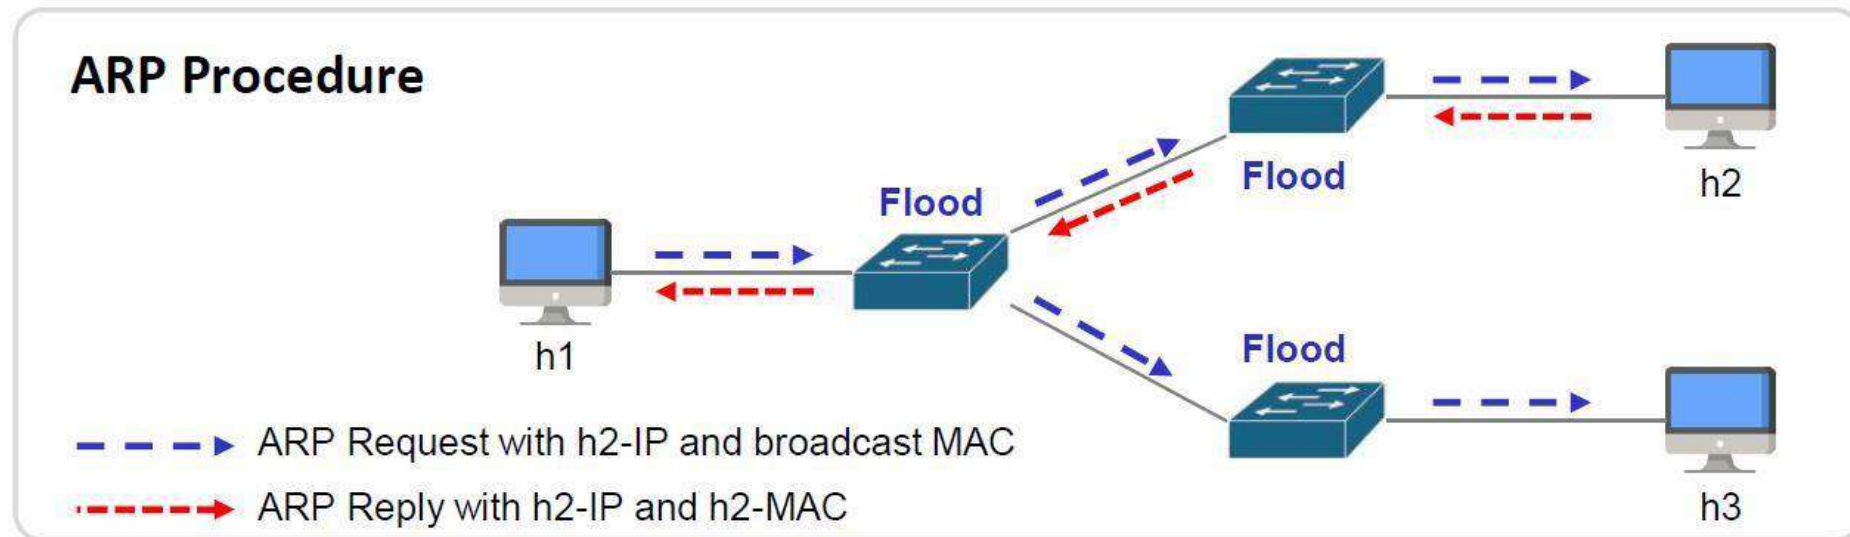 ARP Procedure
Flood
Flood
h2
h1
Flood
h3
ARP Request with h2-IP and broadcast MAC
ARP Reply with h2-IP and h2-MAC